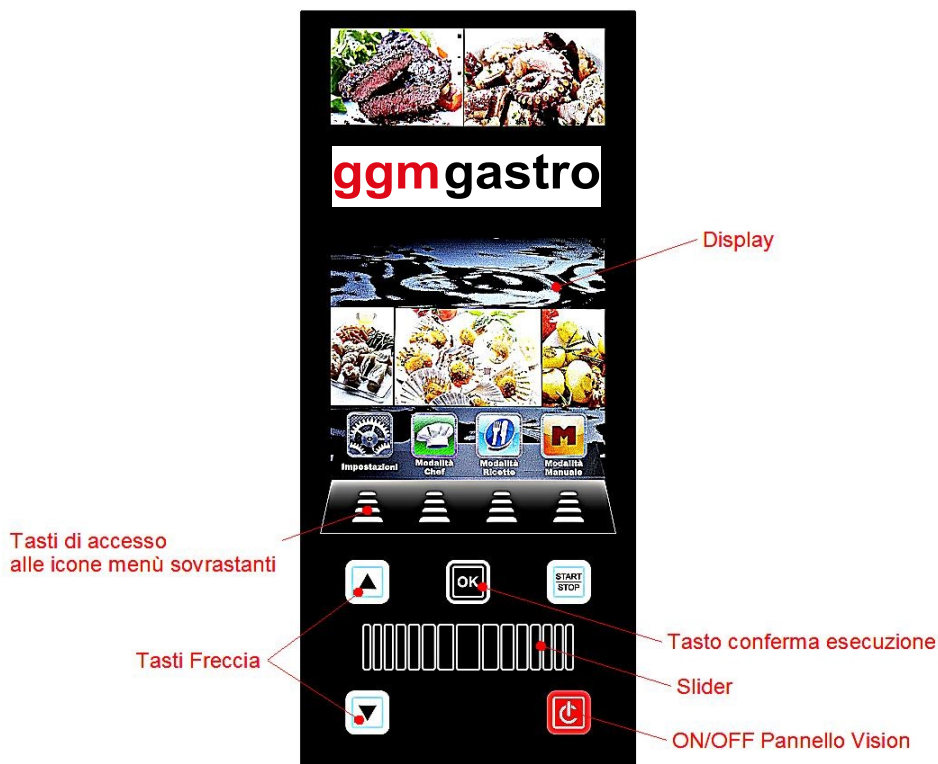 ggmgastro
Display
Impostazioni
Modalità
Chef
Modalità
Ricette
M
Modalità
Manuale
Tasti di accesso
alle icone menù sovrastanti
OK
START
STOP
Tasto conferma esecuzione
Tasti Freccia
Slider
ON/OFF Pannello Vision